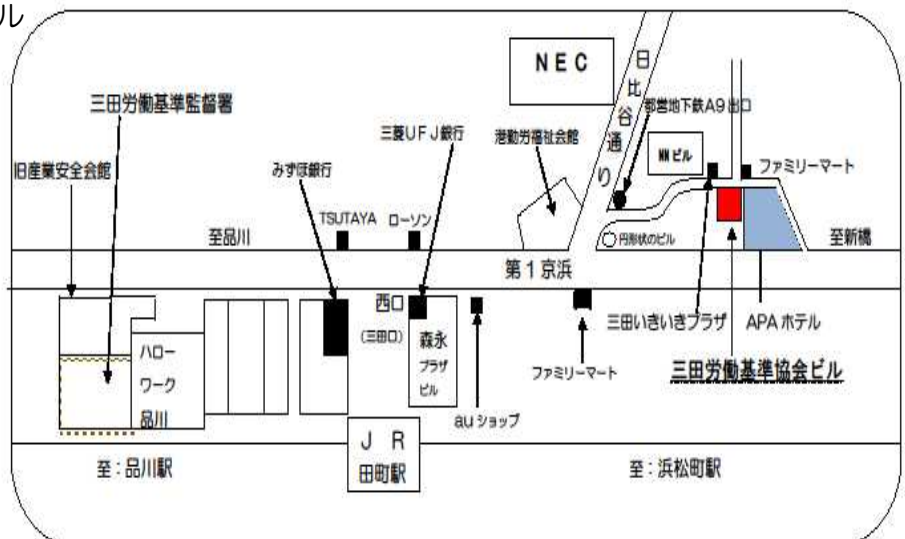 ル
NEC
日比谷通り
都営地下鉄A9出口
三田労働基準監督署
三菱UFJ銀行
港勤労福祉会館
NNビル
ファミリーマート
旧産業安全会館
みずほ銀行
TSUTAYA ローソン
至品川
円形状のビル
至新橋
第1京浜
西口
(三田口)
森永
プラザ
ビル
三田いきいきプラザ
APAホテル
ハロー
ワーク
品川
ファミリーマート
三田労働基準協会ビル
auショップ
JR
田町駅
至:品川駅
至:浜松町駅